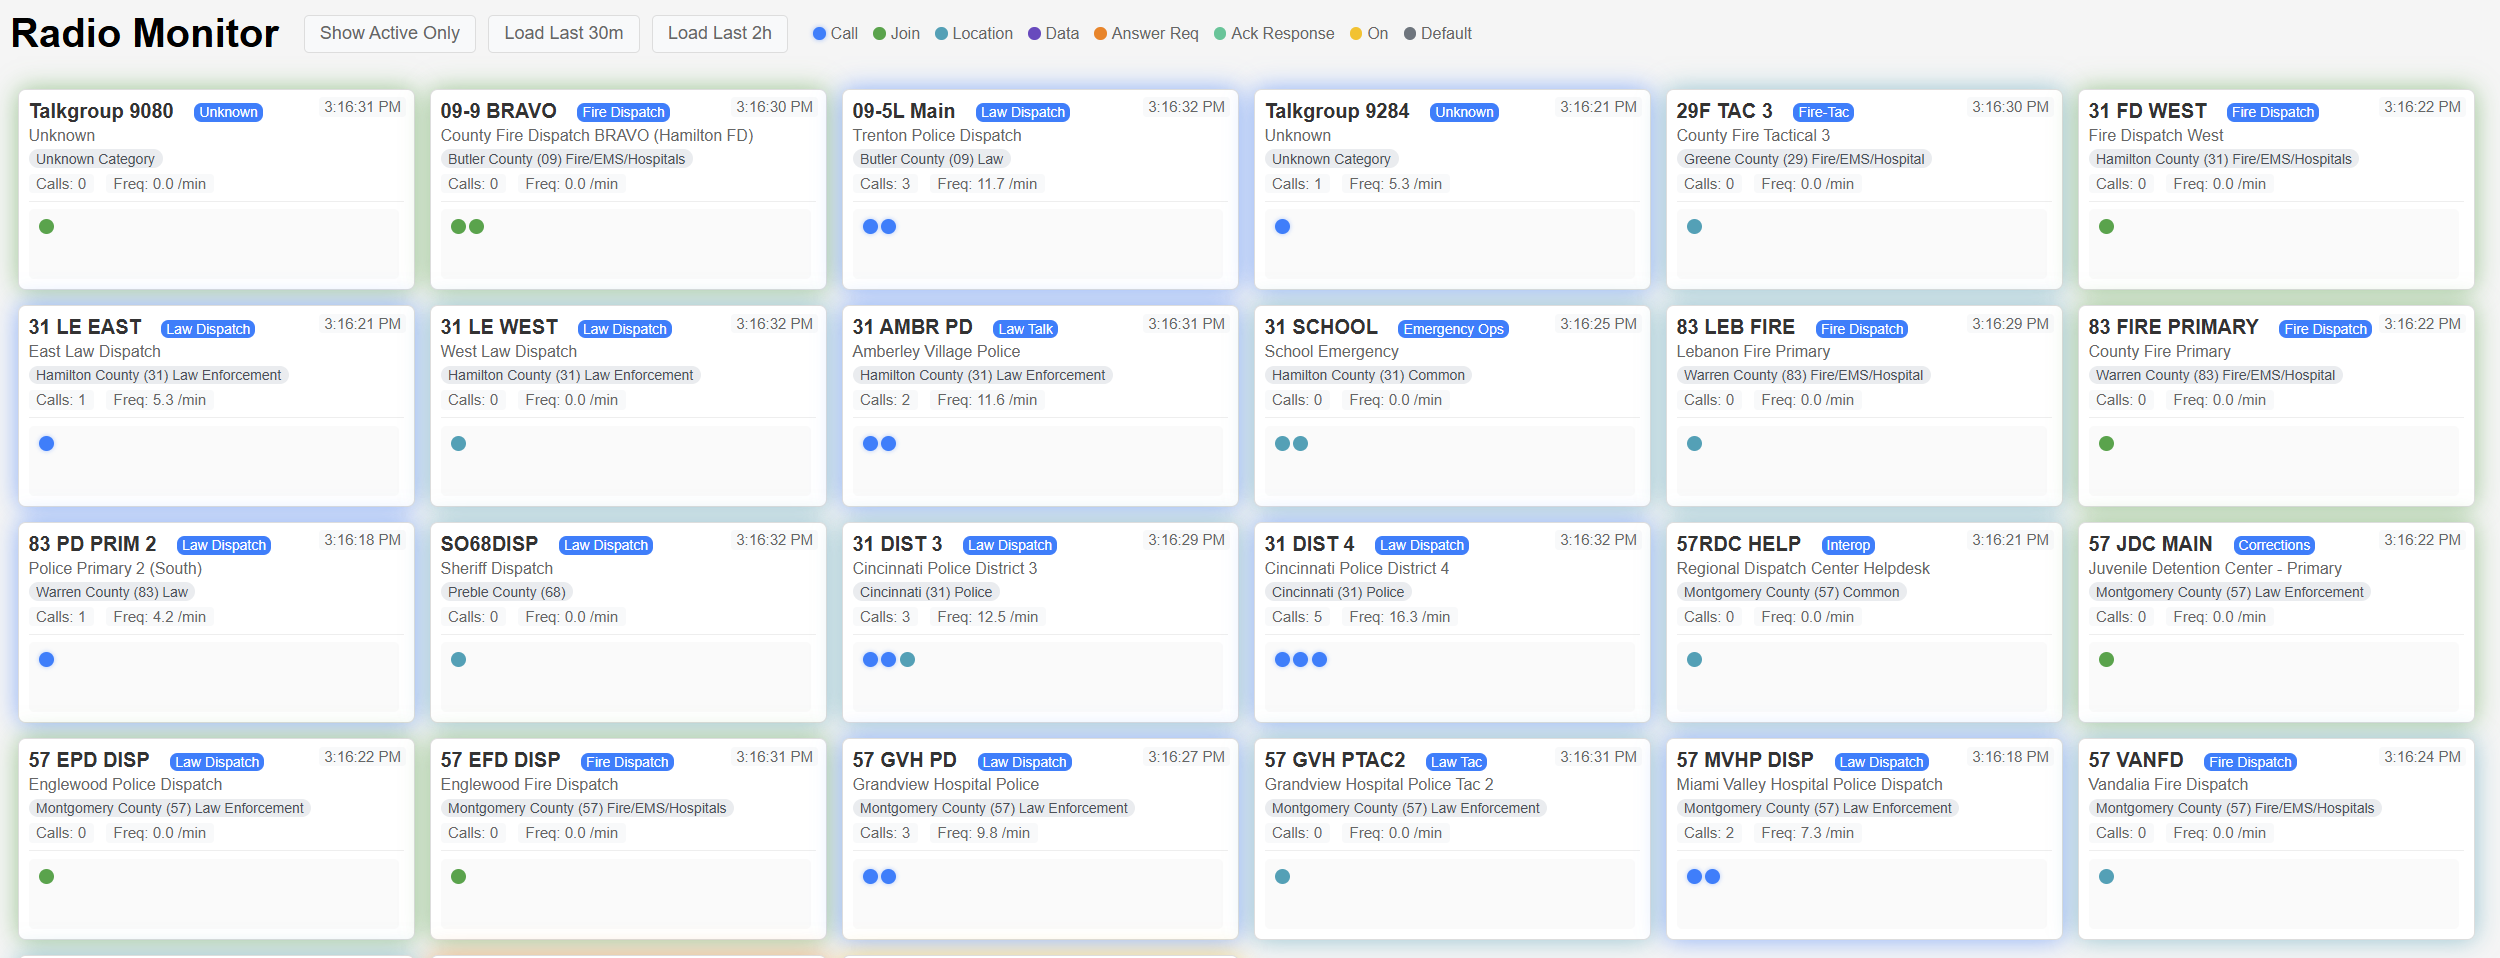 Radio Monitor Show Active Only Load Last 30m Load Last 2h Call Join Location Data Answer Req Ack Response On Default
Talkgroup 9080 Unknown 3:16:31 PM
Unknown
Unknown Category
Calls: 0 Freq: 0.0 /min
09-9 BRAVO Fire Dispatch 3:16:30 PM
County Fire Dispatch BRAVO (Hamilton FD)
Butler County (09) Fire/EMS/Hospitals
Calls: 0 Freq: 0.0 /min
09-5L Main Law Dispatch 3:16:32 PM
Trenton Police Dispatch
Butler County (09) Law
Calls: 3 Freq: 11.7 /min
Talkgroup 9284 Unknown 3:16:21 PM
Unknown
Unknown Category
Calls: 1 Freq: 5.3 /min
29F TAC 3 Fire-Tac 3:16:30 PM
County Fire Tactical 3
Greene County (29) Fire/EMS/Hospital
Calls: 0 Freq: 0.0 /min
31 FD WEST Fire Dispatch 3:16:22 PM
Fire Dispatch West
Hamilton County (31) Fire/EMS/Hospitals
Calls: 0 Freq: 0.0 /min
31 LE EAST Law Dispatch 3:16:21 PM
East Law Dispatch
Hamilton County (31) Law Enforcement
Calls: 1 Freq: 5.3 /min
31 LE WEST Law Dispatch 3:16:32 PM
West Law Dispatch
Hamilton County (31) Law Enforcement
Calls: 0 Freq: 0.0 /min
31 AMBR PD Law Talk 3:16:31 PM
Amberley Village Police
Hamilton County (31) Law Enforcement
Calls: 2 Freq: 11.6 /min
31 SCHOOL Emergency Ops 3:16:25 PM
School Emergency
Hamilton County (31) Common
Calls: 0 Freq: 0.0 /min
83 LEB FIRE Fire Dispatch 3:16:29 PM
Lebanon Fire Primary
Warren County (83) Fire/EMS/Hospital
Calls: 0 Freq: 0.0 /min
83 FIRE PRIMARY Fire Dispatch 3:16:22 PM
County Fire Primary
Warren County (83) Fire/EMS/Hospital
Calls: 0 Freq: 0.0 /min
83 PD PRIM 2 Law Dispatch 3:16:18 PM
Police Primary 2 (South)
Warren County (83) Law
Calls: 1 Freq: 4.2 /min
SO68DISP Law Dispatch 3:16:32 PM
Sheriff Dispatch
Preble County (68)
Calls: 0 Freq: 0.0 /min
31 DIST 3 Law Dispatch 3:16:29 PM
Cincinnati Police District 3
Cincinnati (31) Police
Calls: 3 Freq: 12.5 /min
31 DIST 4 Law Dispatch 3:16:32 PM
Cincinnati Police District 4
Cincinnati (31) Police
Calls: 5 Freq: 16.3 /min
57RDC HELP Interop 3:16:21 PM
Regional Dispatch Center Helpdesk
Montgomery County (57) Common
Calls: 0 Freq: 0.0 /min
57 JDC MAIN Corrections 3:16:22 PM
Juvenile Detention Center - Primary
Montgomery County (57) Law Enforcement
Calls: 0 Freq: 0.0 /min
57 EPD DISP Law Dispatch 3:16:22 PM
Englewood Police Dispatch
Montgomery County (57) Law Enforcement
Calls: 0 Freq: 0.0 /min
57 EFD DISP Fire Dispatch 3:16:31 PM
Englewood Fire Dispatch
Montgomery County (57) Fire/EMS/Hospitals
Calls: 0 Freq: 0.0 /min
57 GVH PD Law Dispatch 3:16:27 PM
Grandview Hospital Police
Montgomery County (57) Law Enforcement
Calls: 3 Freq: 9.8 /min
57 GVH PTAC2 Law Tac 3:16:31 PM
Grandview Hospital Police Tac 2
Montgomery County (57) Law Enforcement
Calls: 0 Freq: 0.0 /min
57 MVHP DISP Law Dispatch 3:16:18 PM
Miami Valley Hospital Police Dispatch
Montgomery County (57) Law Enforcement
Calls: 2 Freq: 7.3 /min
57 VANFD Fire Dispatch 3:16:24 PM
Vandalia Fire Dispatch
Montgomery County (57) Fire/EMS/Hospitals
Calls: 0 Freq: 0.0 /min